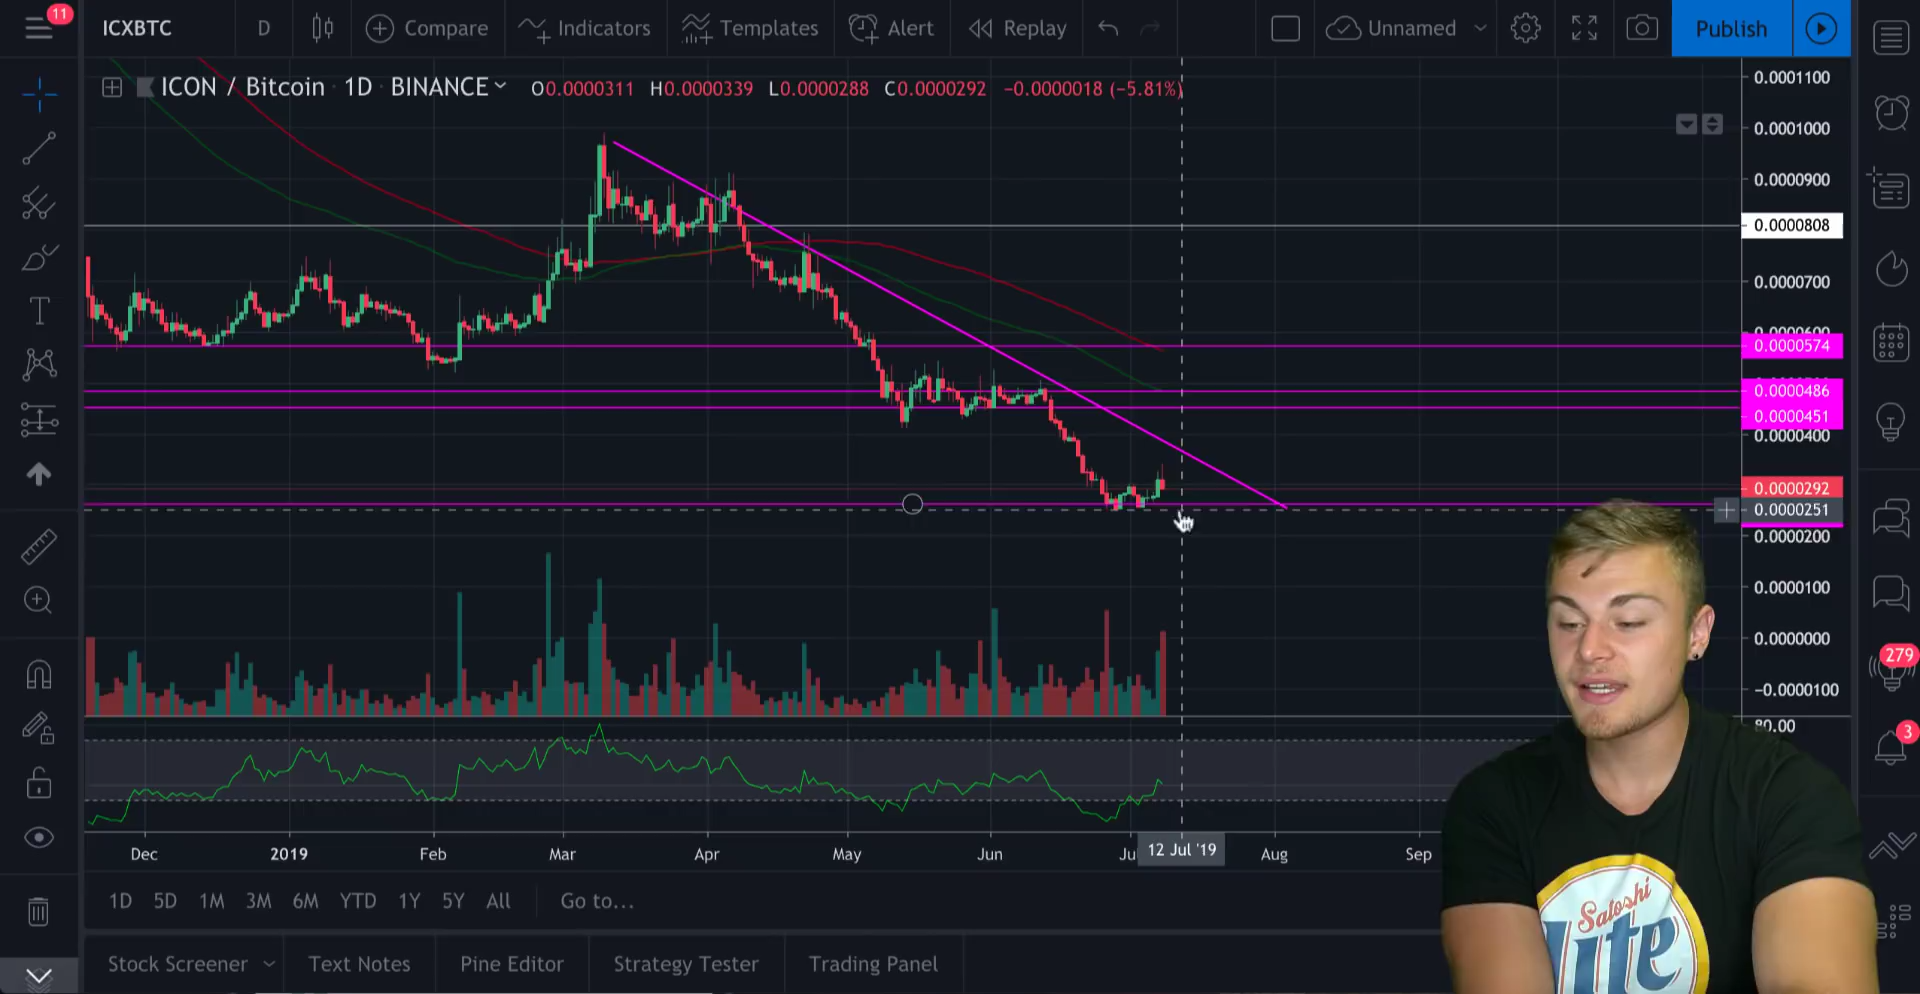 11
ICXBTC
D
Compare
Indicators
Templates
Alert
Replay
Unnamed
Publish
ICON / Bitcoin · 1D · BINANCE
O0.0000311 H0.0000339 L0.0000288 C0.0000292 −0.0000018 (−5.81%)
0.0001100
0.0001000
0.0000900
0.0000808
0.0000700
0.0000600
0.0000574
0.0000486
0.0000451
0.0000400
0.0000292
0.0000251
0.0000200
0.0000100
0.0000000
−0.0000100
80.00
279
3
Dec
2019
Feb
Mar
Apr
May
Jun
12 Jul '19
Aug
Sep
1D 5D 1M 3M 6M YTD 1Y 5Y All Go to...
Stock Screener
Text Notes
Pine Editor
Strategy Tester
Trading Panel
Satoshi
lite